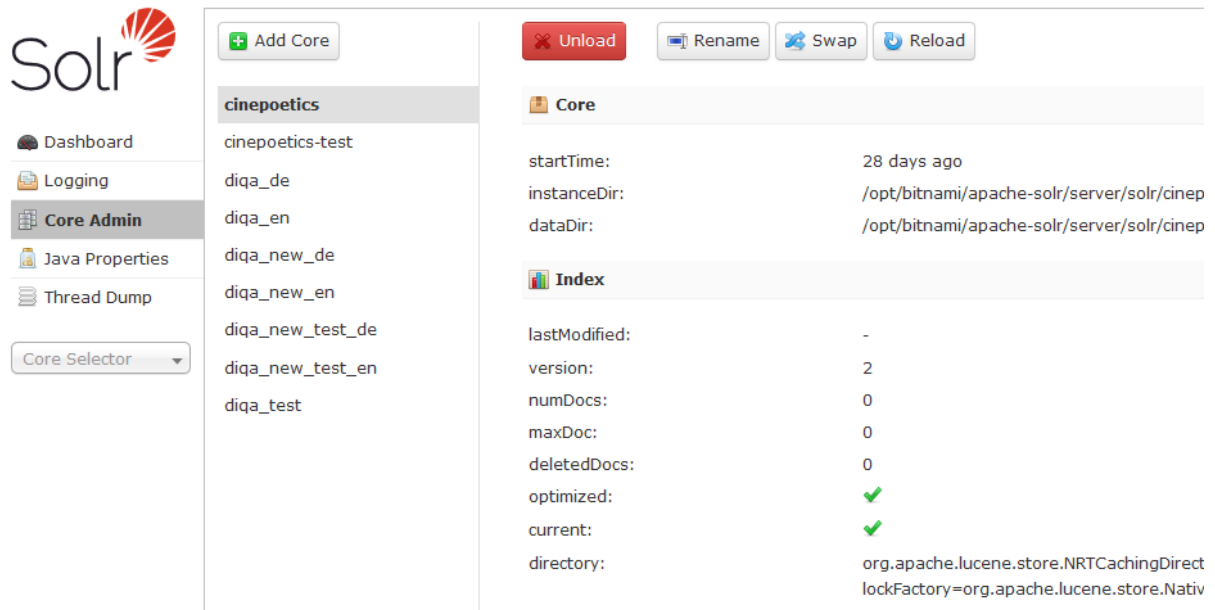 Solr
Dashboard
Logging
Core Admin
Java Properties
Thread Dump
Core Selector
Add Core
cinepoetics
cinepoetics-test
diqa_de
diqa_en
diqa_new_de
diqa_new_en
diqa_new_test_de
diqa_new_test_en
diqa_test
Unload Rename Swap Reload
Core
startTime: 28 days ago
instanceDir: /opt/bitnami/apache-solr/server/solr/cinep
dataDir: /opt/bitnami/apache-solr/server/solr/cinep
Index
lastModified: -
version: 2
numDocs: 0
maxDoc: 0
deletedDocs: 0
optimized:
current:
directory: org.apache.lucene.store.NRTCachingDirect
lockFactory=org.apache.lucene.store.Nativ